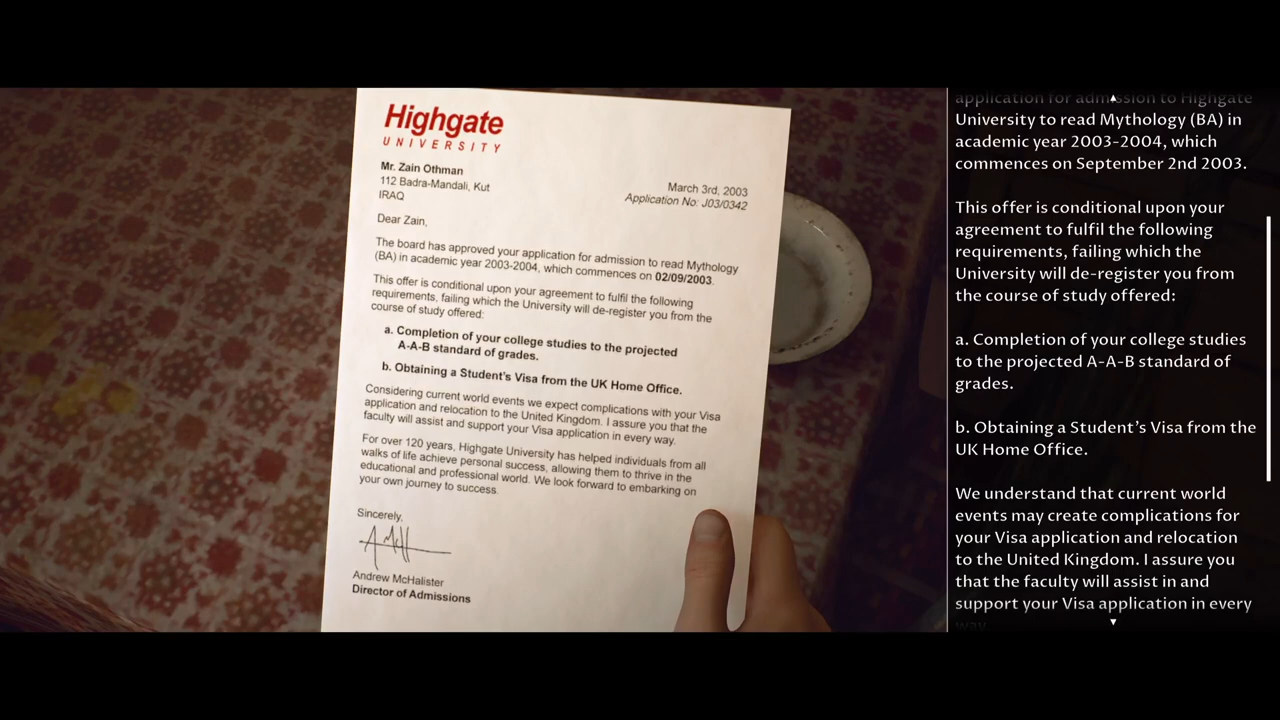 Highgate
UNIVERSITY
Mr. Zain Othman
112 Badra-Mandali, Kut
IRAQ
March 3rd, 2003
Application No: J03/0342
Dear Zain,
The board has approved your application for admission to read Mythology
(BA) in academic year 2003-2004, which commences on 02/09/2003.
This offer is conditional upon your agreement to fulfil the following
requirements, failing which the University will de-register you from the
course of study offered:
a. Completion of your college studies to the projected
A-A-B standard of grades.
b. Obtaining a Student's Visa from the UK Home Office.
Considering current world events we expect complications with your Visa
application and relocation to the United Kingdom. I assure you that the
faculty will assist and support your Visa application in every way.
For over 120 years, Highgate University has helped individuals from all
walks of life achieve personal success, allowing them to thrive in the
educational and professional world. We look forward to embarking on
your own journey to success.
Sincerely,
Andrew McHalister
Director of Admissions
application for admission to Highgate
University to read Mythology (BA) in
academic year 2003-2004, which
commences on September 2nd 2003.
This offer is conditional upon your
agreement to fulfil the following
requirements, failing which the
University will de-register you from
the course of study offered:
a. Completion of your college studies
to the projected A-A-B standard of
grades.
b. Obtaining a Student's Visa from the
UK Home Office.
We understand that current world
events may create complications for
your Visa application and relocation
to the United Kingdom. I assure you
that the faculty will assist in and
support your Visa application in every
way.